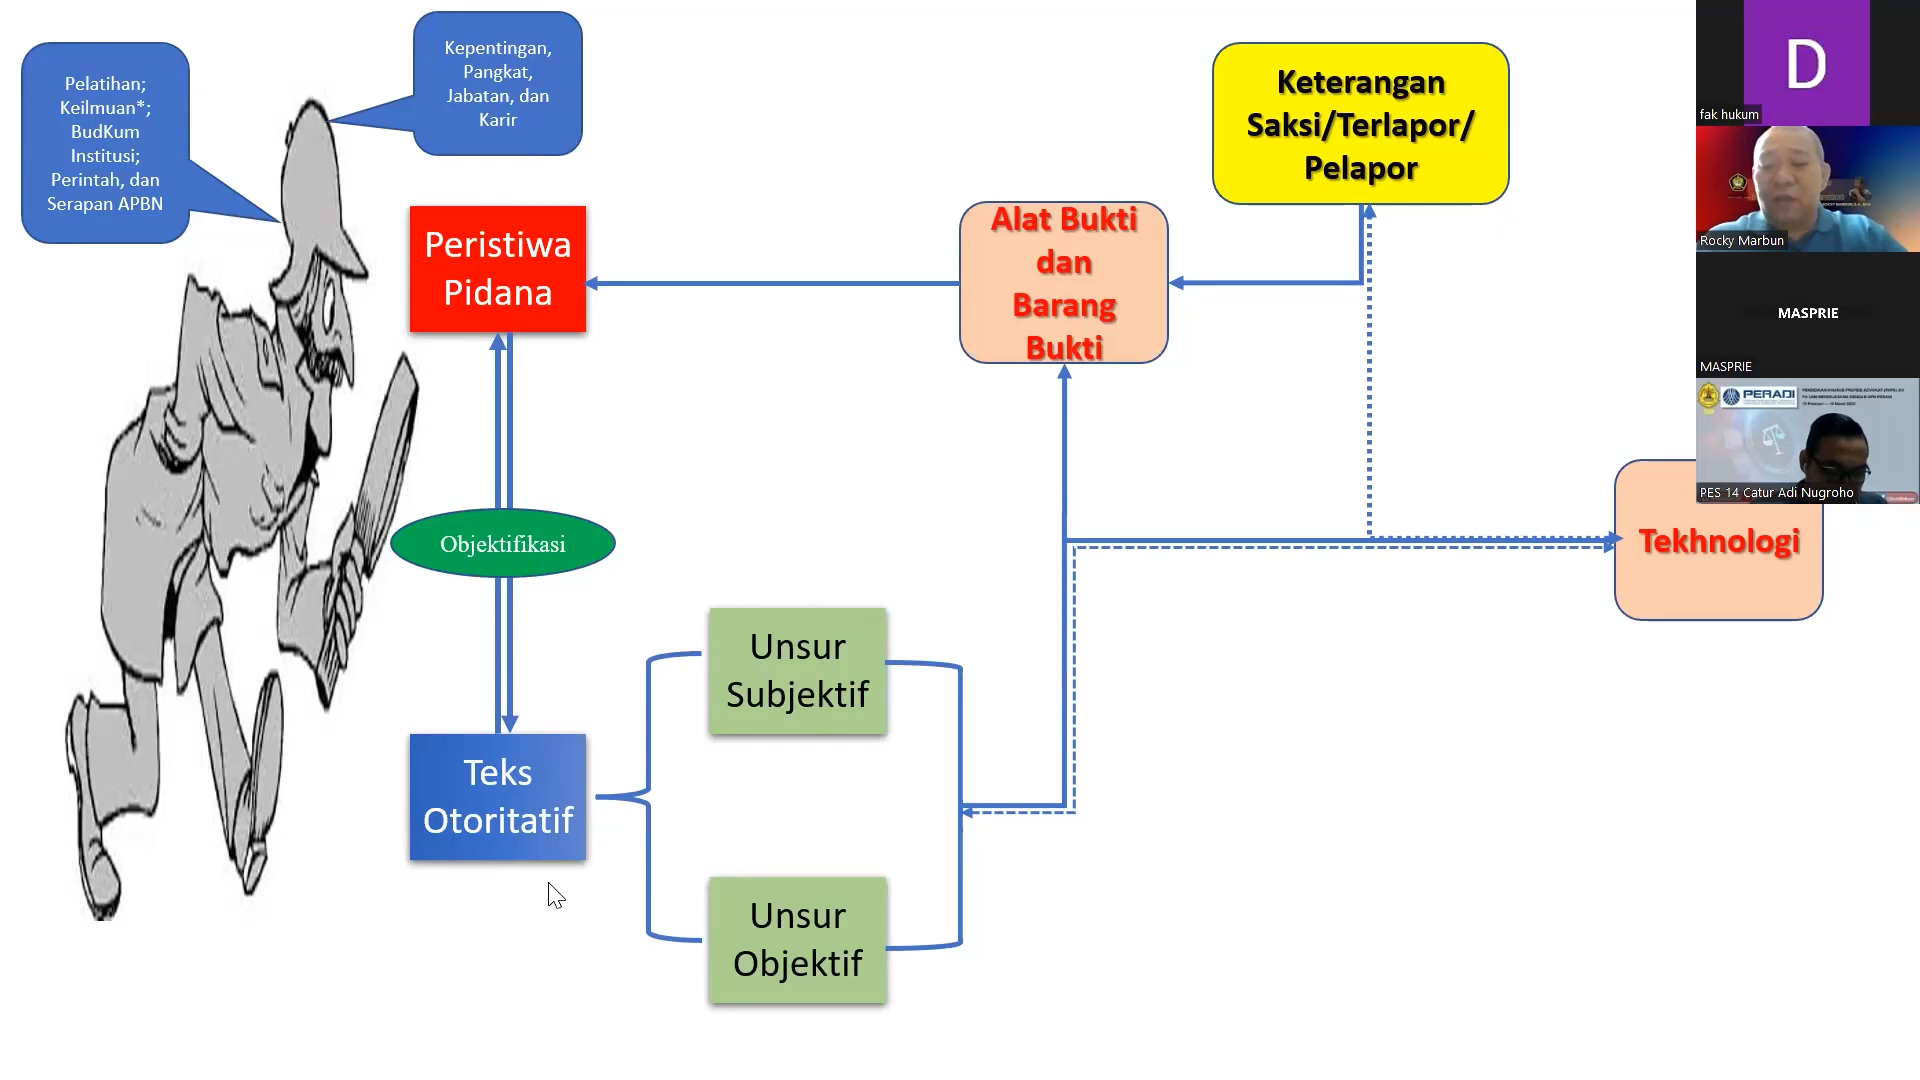 Pelatihan;
Keilmuan*;
BudKum
Institusi;
Perintah, dan
Serapan APBN
Kepentingan,
Pangkat,
Jabatan, dan
Karir
Peristiwa
Pidana
Objektifikasi
Teks
Otoritatif
Unsur
Subjektif
Unsur
Objektif
Alat Bukti
dan
Barang
Bukti
Keterangan
Saksi/Terlapor/
Pelapor
Tekhnologi
D
fak hukum
Rocky Marbun
MASPRIE
MASPRIE
PERADI
PES 14 Catur Adi Nugroho